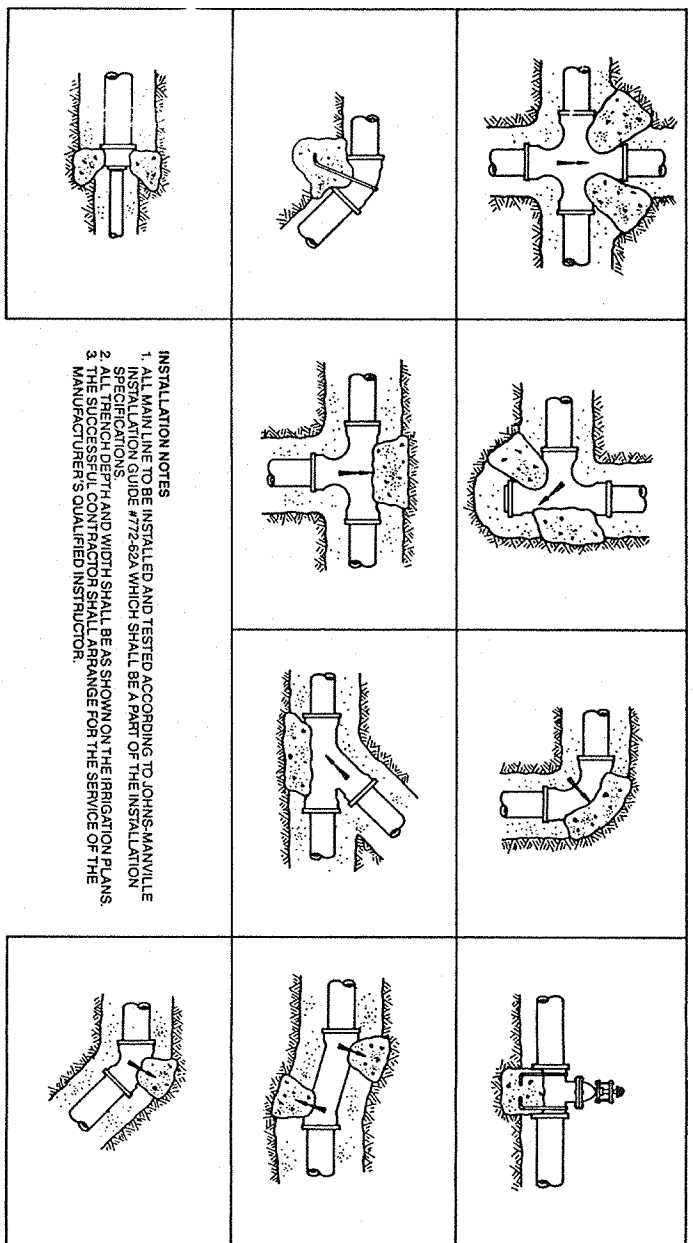 INSTALLATION NOTES
1. ALL MAIN LINE TO BE INSTALLED AND TESTED ACCORDING TO JOHNS-MANVILLE
INSTALLATION GUIDE #772-62A WHICH SHALL BE A PART OF THE INSTALLATION
SPECIFICATIONS.
2. ALL TRENCH DEPTH AND WIDTH SHALL BE AS SHOWN ON THE IRRIGATION PLANS.
3. THE SUCCESSFUL CONTRACTOR SHALL ARRANGE FOR THE SERVICE OF THE
MANUFACTURER'S QUALIFIED INSTRUCTOR.